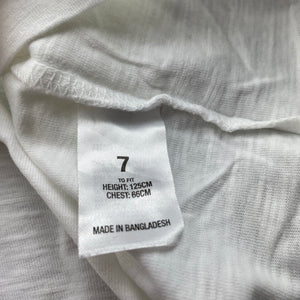 7
TO FIT
HEIGHT: 125CM
CHEST: 66CM
MADE IN BANGLADESH